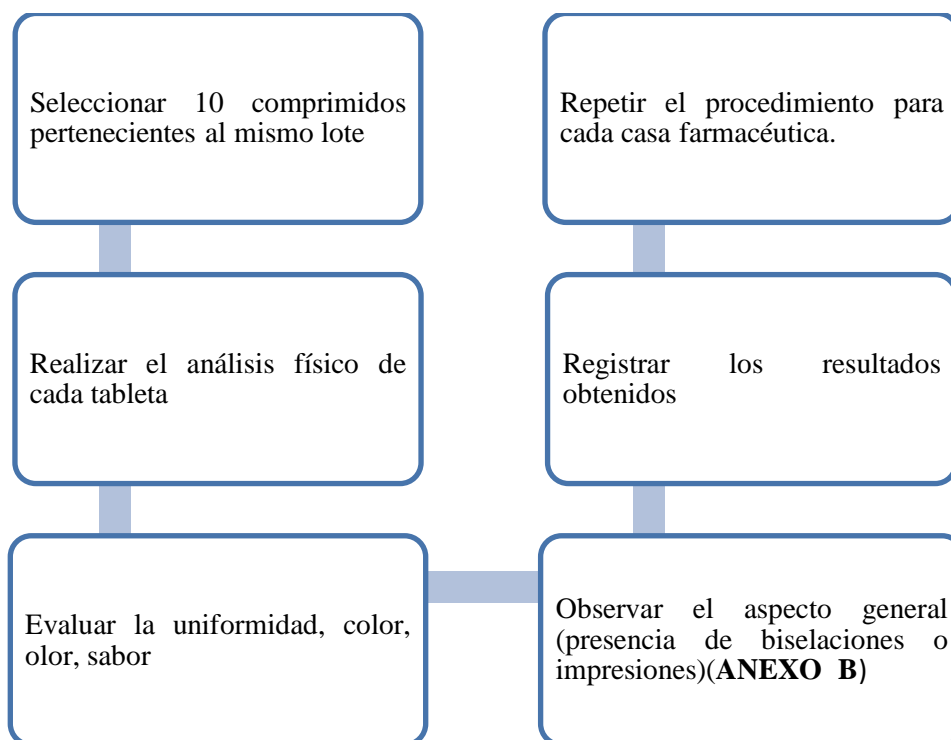 Seleccionar 10 comprimidos
pertenecientes al mismo lote
Realizar el análisis físico de
cada tableta
Evaluar la uniformidad, color,
olor, sabor
Observar el aspecto general
(presencia de biselaciones o
impresiones)(ANEXO B)
Registrar los resultados
obtenidos
Repetir el procedimiento para
cada casa farmacéutica.